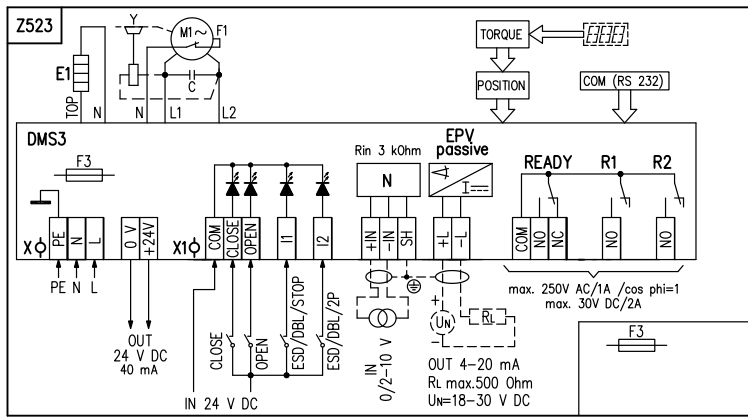 Z523
Y
M1~
F1
E1
TOP
N
N
L1
C
L2
TORQUE
POSITION
COM (RS 232)
DMS3
F3
Rin 3 kOhm
N
EPV
passive
I
READY
R1
R2
X
PE
N
L
0 V
+24V
X1
COM
CLOSE
OPEN
I1
I2
+IN
-IN
SH
+L
-L
COM
NO
NC
NO
NO
PE N L
OUT
24 V DC
40 mA
CLOSE
OPEN
ESD/DBL/STOP
ESD/DBL/2P
IN 24 V DC
IN
0/2-10 V
+
UN
-
RL
OUT 4-20 mA
RL max.500 Ohm
UN=18-30 V DC
max. 250V AC/1A /cos phi=1
max. 30V DC/2A
F3